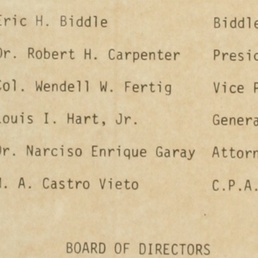 Eric H. Biddle Biddle
Dr. Robert H. Carpenter Presid
Col. Wendell W. Fertig Vice P
Louis I. Hart, Jr. Genera
Dr. Narciso Enrique Garay Attorn
N. A. Castro Vieto C.P.A.
BOARD OF DIRECTORS